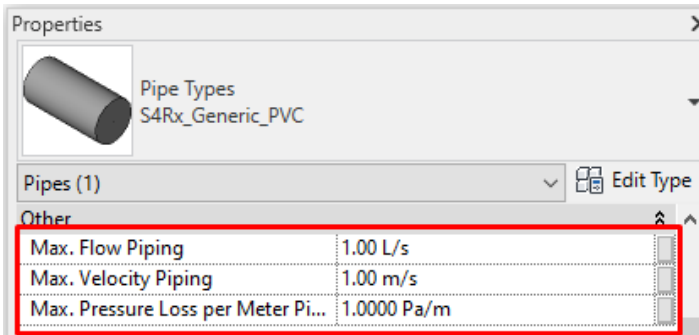 Properties
Pipe Types
S4Rx_Generic_PVC
Pipes (1)
Edit Type
Other
Max. Flow Piping 1.00 L/s
Max. Velocity Piping 1.00 m/s
Max. Pressure Loss per Meter Pi... 1.0000 Pa/m